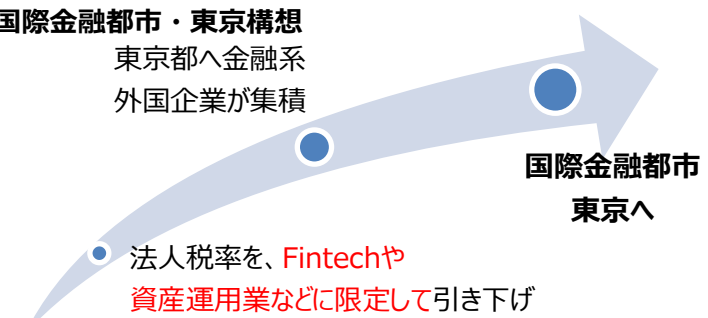 国際金融都市・東京構想
東京都へ金融系
外国企業が集積
国際金融都市
東京へ
法人税率を、Fintechや
資産運用業などに限定して引き下げ